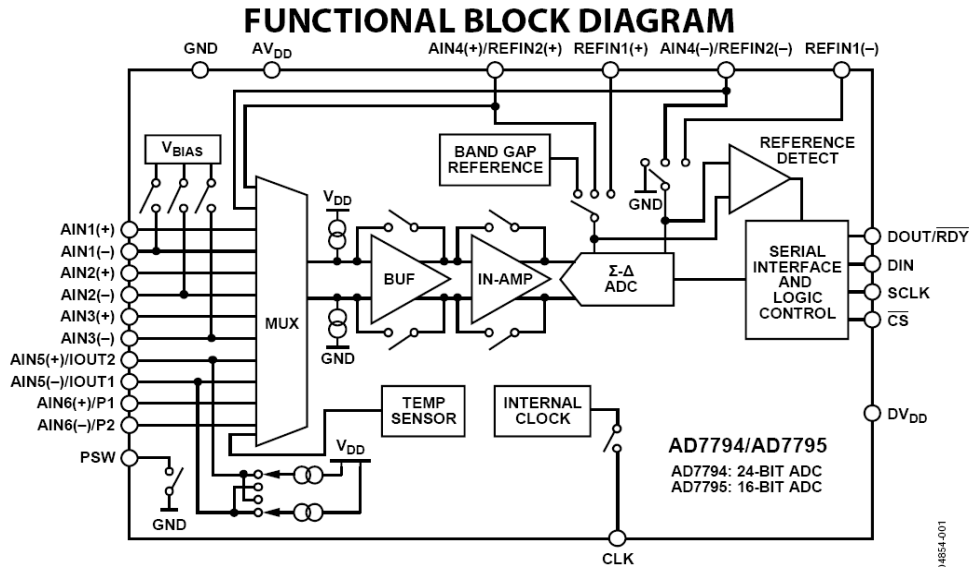 FUNCTIONAL BLOCK DIAGRAM
GND
AVDD
AIN4(+)/REFIN2(+)
REFIN1(+)
AIN4(–)/REFIN2(–)
REFIN1(–)
VBIAS
BAND GAP
REFERENCE
REFERENCE
DETECT
GND
VDD
AIN1(+)
AIN1(–)
AIN2(+)
AIN2(–)
AIN3(+)
AIN3(–)
AIN5(+)/IOUT2
AIN5(–)/IOUT1
AIN6(+)/P1
AIN6(–)/P2
PSW
MUX
BUF
IN-AMP
Σ-Δ
ADC
SERIAL
INTERFACE
AND
LOGIC
CONTROL
DOUT/RDY
DIN
SCLK
CS
GND
TEMP
SENSOR
INTERNAL
CLOCK
DVDD
VDD
GND
AD7794/AD7795
AD7794: 24-BIT ADC
AD7795: 16-BIT ADC
CLK
04854-001